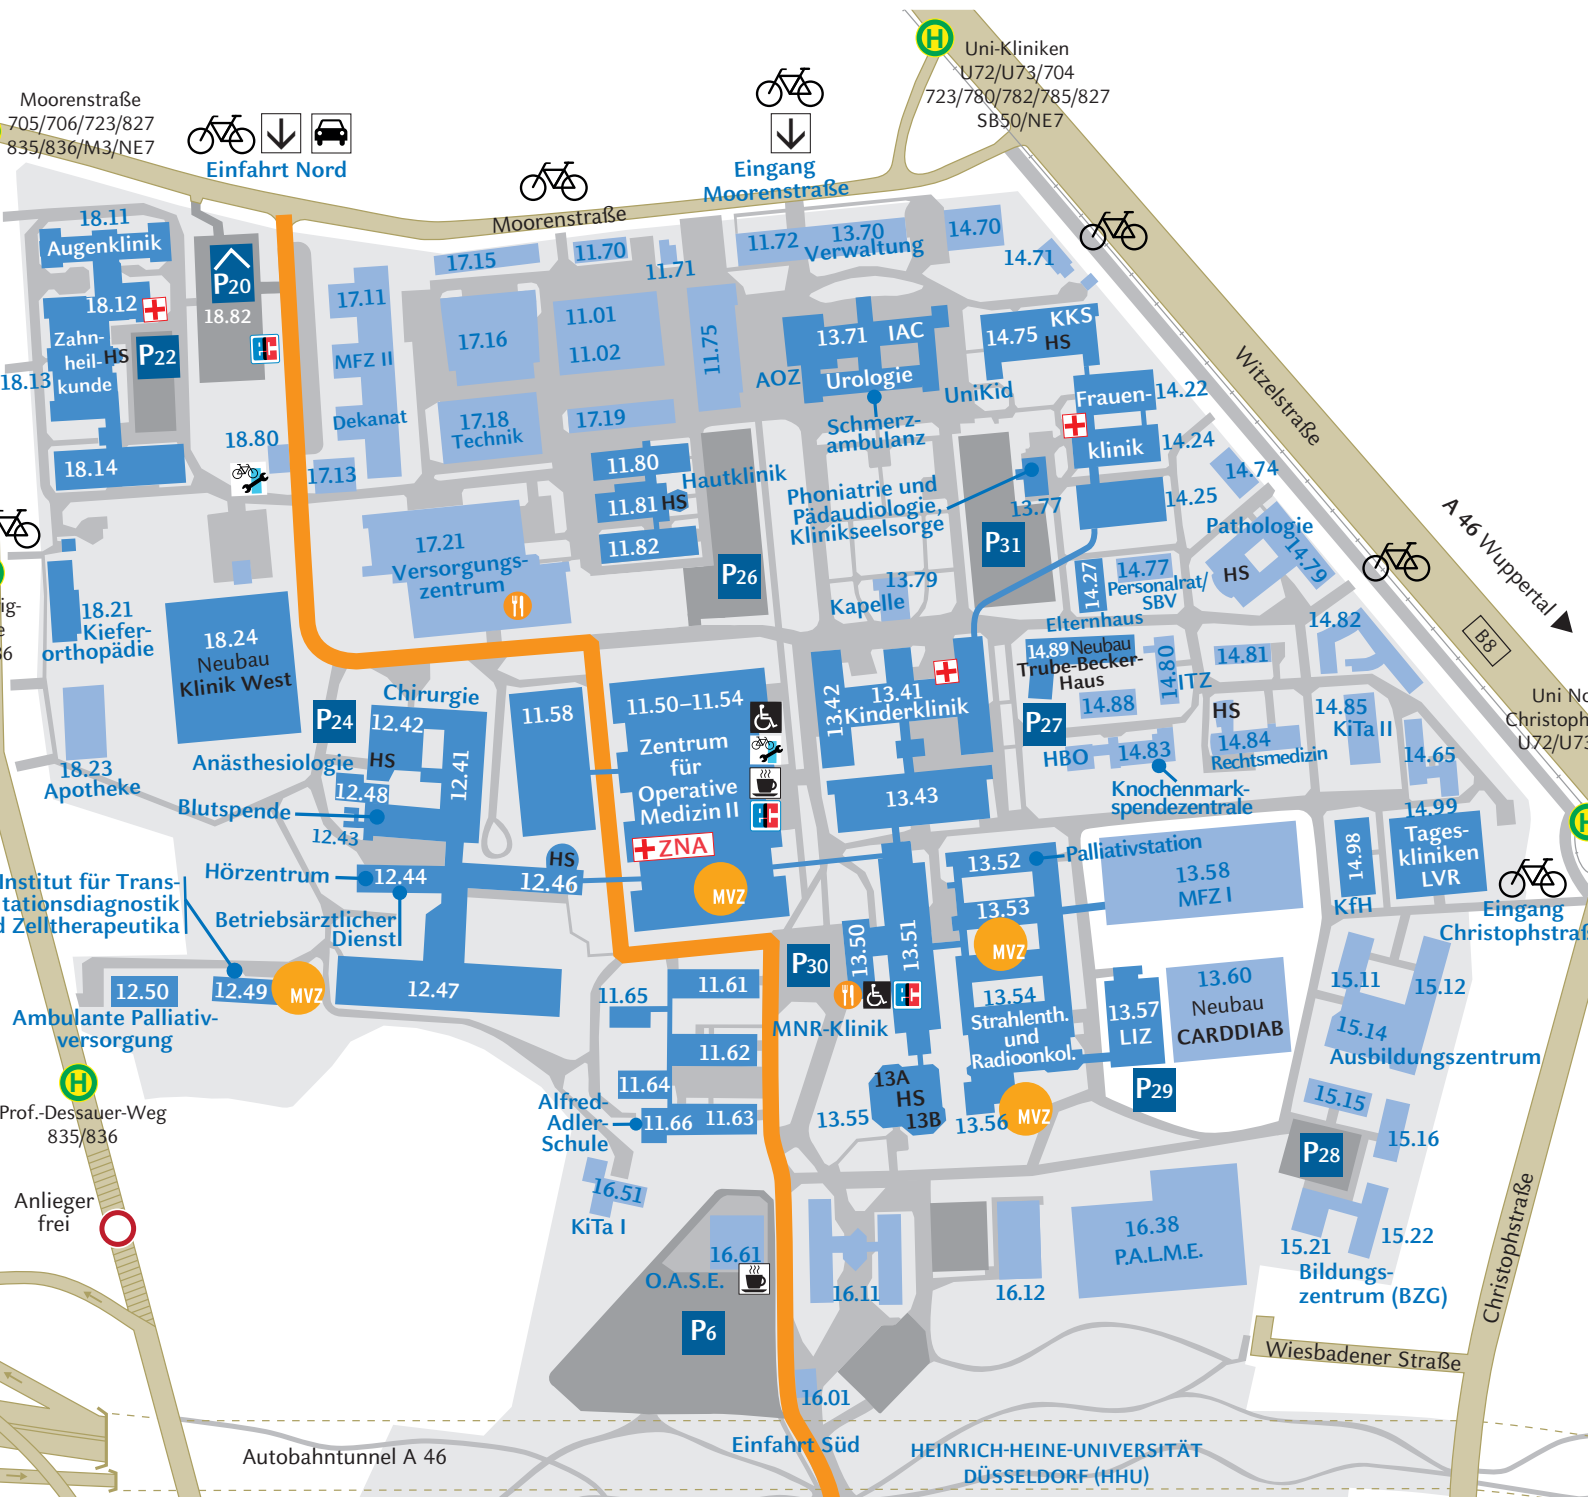 Uni-Kliniken
U72/U73/704
723/780/782/785/827
SB50/NE7
H
Moorenstraße
705/706/723/827
835/836/M3/NE7
Einfahrt Nord
Eingang
Moorenstraße
Moorenstraße
18.11
Augenklinik
18.12
Zahn-
heil-
kunde
HS
18.13
18.14
P22
P20
18.82
18.80
17.11
MFZ II
Dekanat
17.13
17.15
17.16
17.18
Technik
17.19
11.70
11.71
11.01
11.02
11.75
11.72
13.70
Verwaltung
14.70
14.71
13.71
IAC
Urologie
AOZ
Schmerz-
ambulanz
14.75
KKS
HS
UniKid
Frauen-
klinik
14.22
14.24
14.25
14.74
Witzelstraße
11.80
11.81
HS
11.82
Hautklinik
P26
Phoniatrie und
Pädaudiologie,
Klinikseelsorge
13.77
P31
Pathologie
HS
14.79
A 46 Wuppertal
B8
17.21
Versorgungs-
zentrum
13.79
Kapelle
14.27
14.77
Personalrat/
SBV
Elternhaus
14.82
18.21
Kiefer-
orthopädie
18.24
Neubau
Klinik West
18.23
Apotheke
14.89 Neubau
Trube-Becker-
Haus
14.80
ITZ
14.81
14.88
HS
14.85
KiTa II
P24
Chirurgie
12.42
HS
12.41
Anästhesiologie
12.48
Blutspende
12.43
11.58
11.50–11.54
Zentrum
für
Operative
Medizin II
ZNA
MVZ
13.42
13.41
Kinderklinik
13.43
P27
HBO
14.83
Knochenmark-
spendezentrale
14.84
Rechtsmedizin
14.65
14.99
Tages-
kliniken
LVR
14.98
KfH
Christoph
U72/U73
H
Eingang
Hörzentrum
12.44
HS
12.46
Institut für Trans-
tationsdiagnostik
d Zelltherapeutika
Betriebsärztlicher
Dienst
12.50
12.49
MVZ
12.47
Ambulante Palliativ-
versorgung
13.52
Palliativstation
13.53
MVZ
13.58
MFZ I
13.50
13.51
P30
MNR-Klinik
13.54
Strahlenth.
und
Radioonkol.
13.57
LIZ
13.60
Neubau
CARDDIAB
P29
15.11
15.12
15.14
Ausbildungszentrum
15.15
15.16
P28
11.65
11.61
11.62
11.64
11.66
11.63
Alfred-
Adler-
Schule
13A
HS
13B
13.55
13.56
MVZ
H
Prof.-Dessauer-Weg
835/836
Anlieger
frei
16.51
KiTa I
16.61
O.A.S.E.
P6
16.11
16.12
16.38
P.A.L.M.E.
15.21
15.22
Bildungs-
zentrum (BZG)
Christophstraße
Wiesbadener Straße
16.01
Einfahrt Süd
Autobahntunnel A 46
HEINRICH-HEINE-UNIVERSITÄT
DÜSSELDORF (HHU)